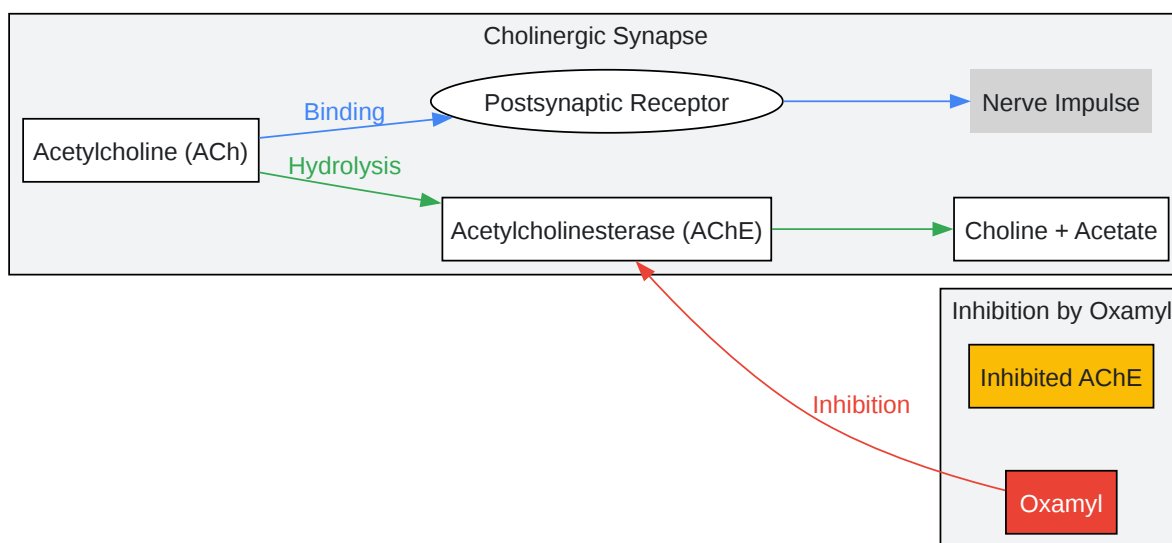 Cholinergic Synapse
Postsynaptic Receptor
Nerve Impulse
Binding
Acetylcholine (ACh)
Hydrolysis
Acetylcholinesterase (AChE)
Choline + Acetate
Inhibition by Oxamyl
Inhibited AChE
Inhibition
Oxamyl